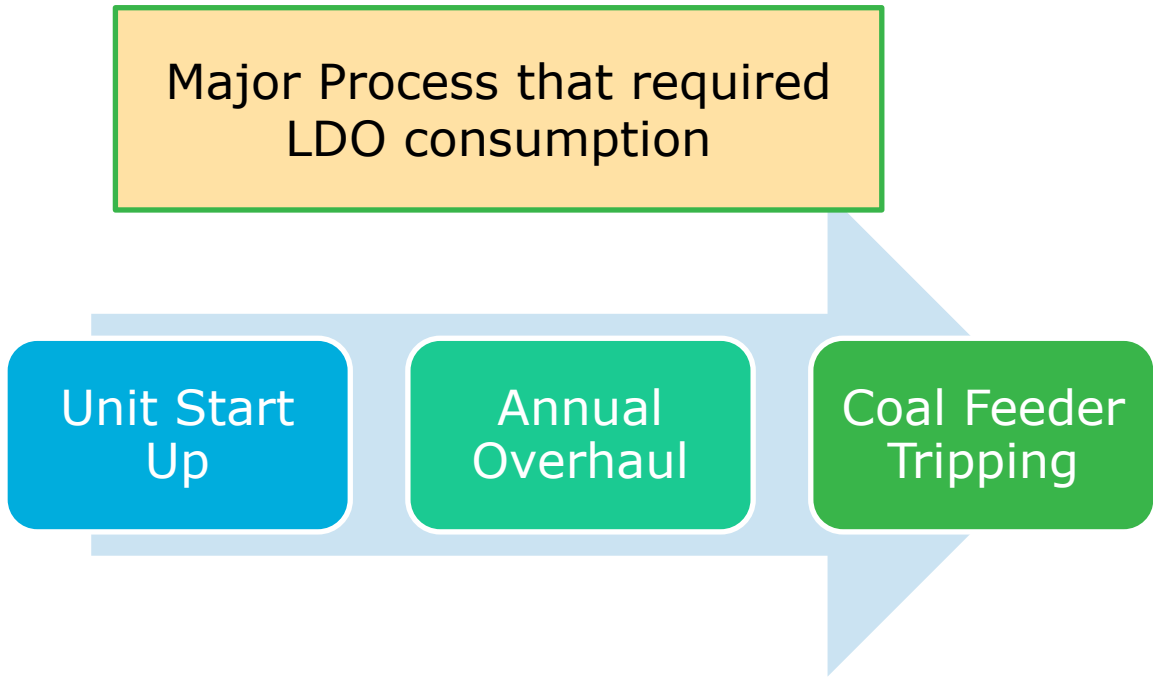 Major Process that required
LDO consumption
Unit Start
Up
Annual
Overhaul
Coal Feeder
Tripping